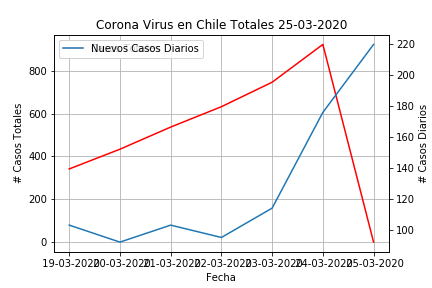 Corona Virus en Chile Totales 25-03-2020
Nuevos Casos Diarios
# Casos Totales
800
600
400
200
0
# Casos Diarios
220
200
180
160
140
120
100
19-03-2020 20-03-2020 21-03-2020 22-03-2020 23-03-2020 24-03-2020 25-03-2020
Fecha